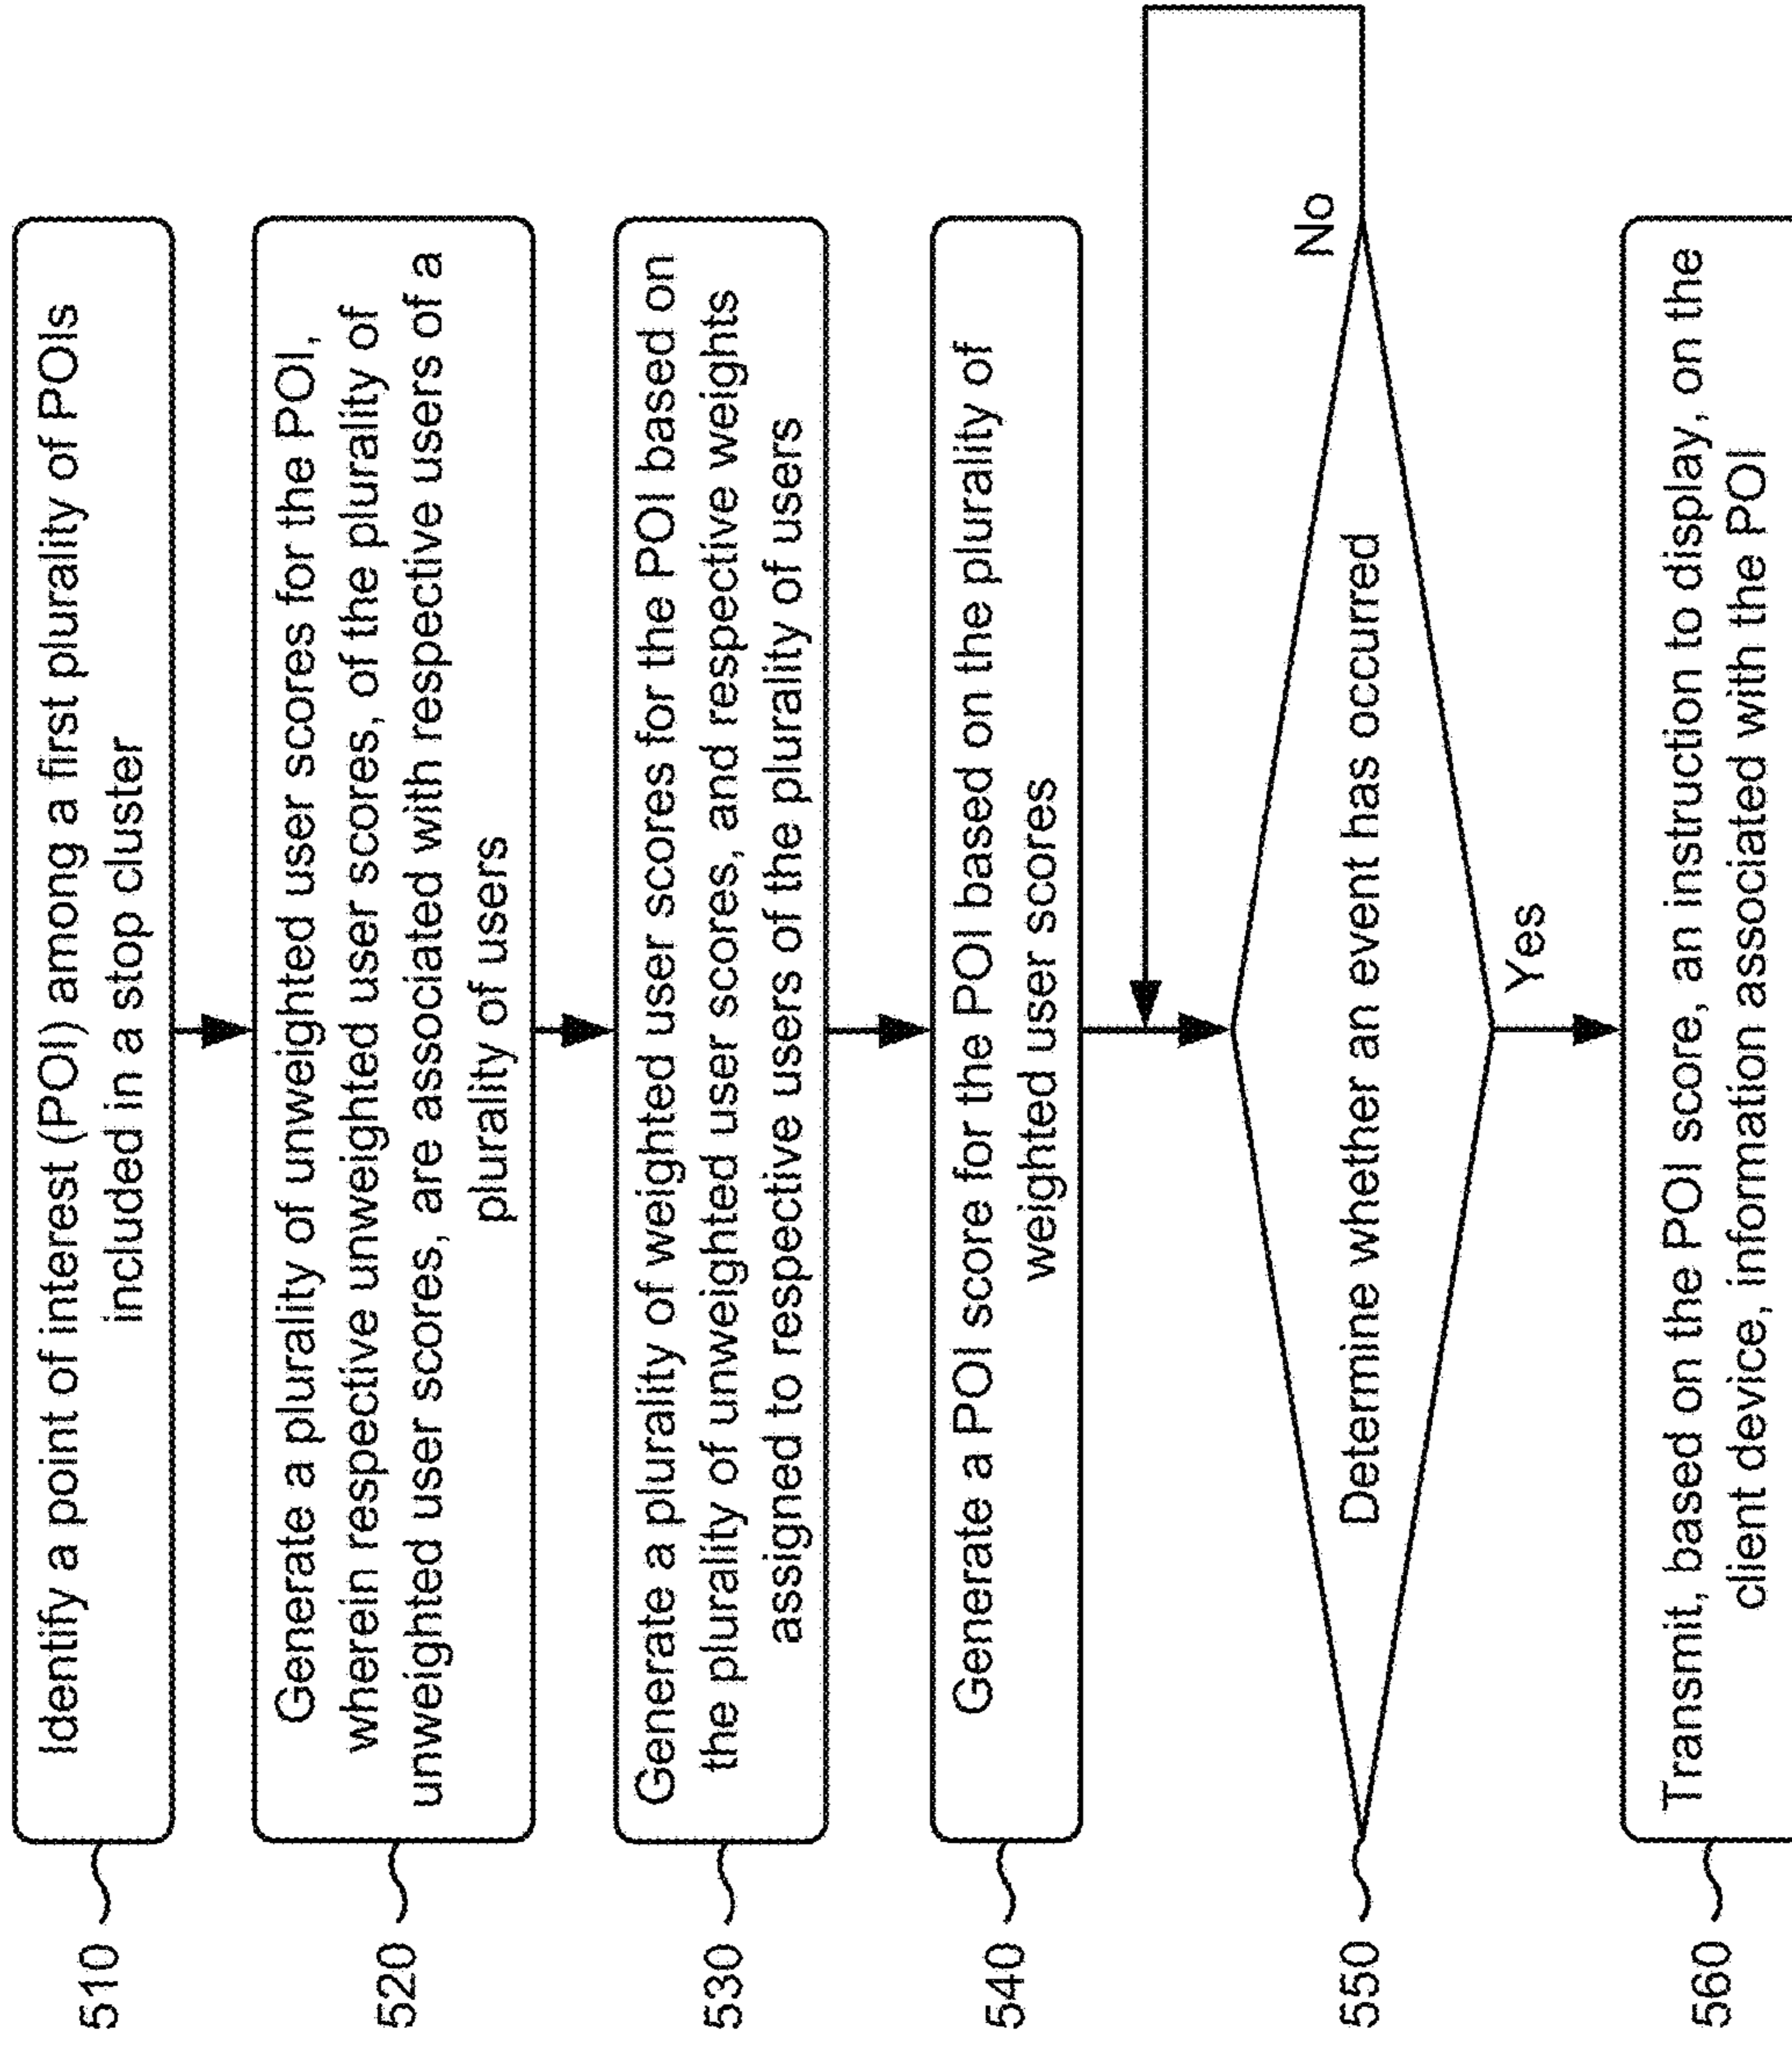 510
Identify a point of interest (POI) among a first plurality of POIs
included in a stop cluster
520
Generate a plurality of unweighted user scores for the POI,
wherein respective unweighted user scores, of the plurality of
unweighted user scores, are associated with respective users of a
plurality of users
530
Generate a plurality of weighted user scores for the POI based on
the plurality of unweighted user scores, and respective weights
assigned to respective users of the plurality of users
540
Generate a POI score for the POI based on the plurality of
weighted user scores
550
Determine whether an event has occurred
No
Yes
560
Transmit, based on the POI score, an instruction to display, on the
client device, information associated with the POI